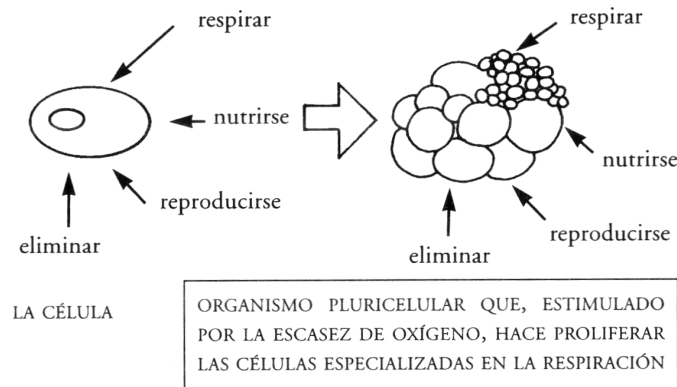 respirar
nutrirse
reproducirse
eliminar
LA CÉLULA
respirar
nutrirse
reproducirse
eliminar
ORGANISMO PLURICELULAR QUE, ESTIMULADO
POR LA ESCASEZ DE OXÍGENO, HACE PROLIFERAR
LAS CÉLULAS ESPECIALIZADAS EN LA RESPIRACIÓN